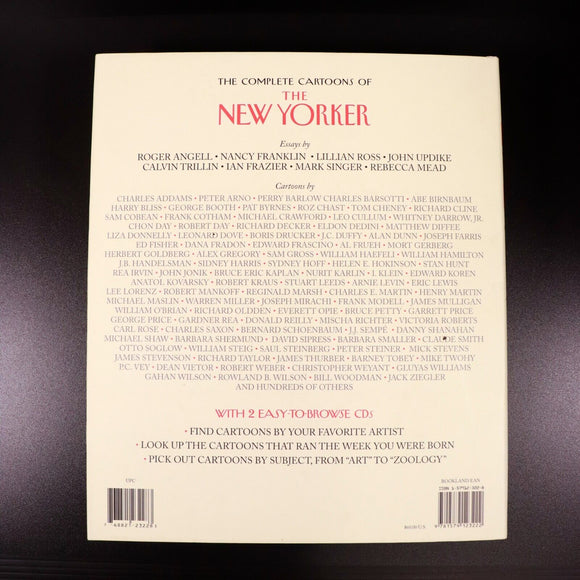 THE COMPLETE CARTOONS OF
THE
NEW YORKER
Essays by
ROGER ANGELL • NANCY FRANKLIN • LILLIAN ROSS • JOHN UPDIKE
CALVIN TRILLIN • IAN FRAZIER • MARK SINGER • REBECCA MEAD
Cartoons by
CHARLES ADDAMS • PETER ARNO • PERRY BARLOW CHARLES BARSOTTI • ABE BIRNBAUM
HARRY BLISS • GEORGE BOOTH • PAT BYRNES • ROZ CHAST • TOM CHENEY • RICHARD CLINE
SAM COBEAN • FRANK COTHAM • MICHAEL CRAWFORD • LEO CULLUM • WHITNEY DARROW, JR.
CHON DAY • ROBERT DAY • RICHARD DECKER • ELDON DEDINI • MATTHEW DIFFEE
LIZA DONNELLY • LEONARD DOVE • BORIS DRUCKER • J.C. DUFFY • ALAN DUNN • JOSEPH FARRIS
ED FISHER • DANA FRADON • EDWARD FRASCINO • AL FRUEH • MORT GERBERG
HERBERT GOLDBERG • ALEX GREGORY • SAM GROSS • WILLIAM HAEFELI • WILLIAM HAMILTON
J.B. HANDELSMAN • SIDNEY HARRIS • SYDNEY HOFF • HELEN E. HOKINSON • STAN HUNT
REA IRVIN • JOHN JONIK • BRUCE ERIC KAPLAN • NURIT KARLIN • I. KLEIN • EDWARD KOREN
ANATOL KOVARSKY • ROBERT KRAUS • STUART LEEDS • ARNIE LEVIN • ERIC LEWIS
LEE LORENZ • ROBERT MANKOFF • REGINALD MARSH • CHARLES E. MARTIN • HENRY MARTIN
MICHAEL MASLIN • WARREN MILLER • JOSEPH MIRACHI • FRANK MODELL • JAMES MULLIGAN
WILLIAM O'BRIAN • RICHARD OLDDEN • EVERETT OPIE • BRUCE PETTY • GARRETT PRICE
GEORGE PRICE • GARDNER REA • DONALD REILLY • MISCHA RICHTER • VICTORIA ROBERTS
CARL ROSE • CHARLES SAXON • BERNARD SCHOENBAUM • J.J. SEMPÉ • DANNY SHANAHAN
MICHAEL SHAW • BARBARA SHERMUND • DAVID SIPRESS • BARBARA SMALLER • CLAUDE SMITH
OTTO SOGLOW • WILLIAM STEIG • SAUL STEINBERG • PETER STEINER • MICK STEVENS
JAMES STEVENSON • RICHARD TAYLOR • JAMES THURBER • BARNEY TOBEY • MIKE TWOHY
P.C. VEY • DEAN VIETOR • ROBERT WEBER • CHRISTOPHER WEYANT • GLUYAS WILLIAMS
GAHAN WILSON • ROWLAND B. WILSON • BILL WOODMAN • JACK ZIEGLER
AND HUNDREDS OF OTHERS
WITH 2 EASY-TO-BROWSE CDs
• FIND CARTOONS BY YOUR FAVORITE ARTIST
• LOOK UP THE CARTOONS THAT RAN THE WEEK YOU WERE BORN
• PICK OUT CARTOONS BY SUBJECT, FROM "ART" TO "ZOOLOGY"
UPC
BOOKLAND EAN
ISBN 1-57912-322-8
9 781579 123222